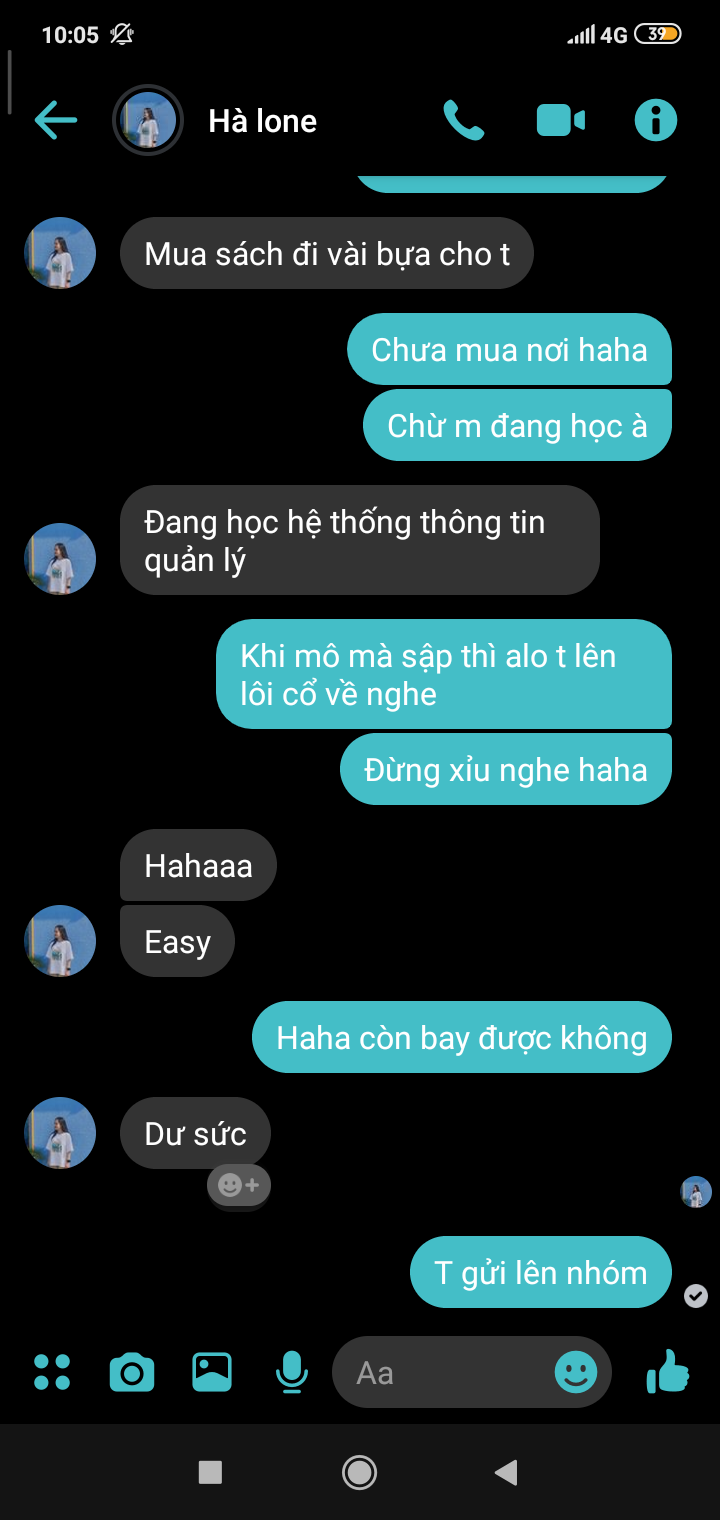 10:05
4G
39
Hà lone
Mua sách đi vài bựa cho t
Chưa mua nơi haha
Chừ m đang học à
Đang học hệ thống thông tin
quản lý
Khi mô mà sập thì alo t lên
lôi cổ về nghe
Đừng xỉu nghe haha
Hahaaa
Easy
Haha còn bay được không
Dư sức
T gửi lên nhóm
Aa